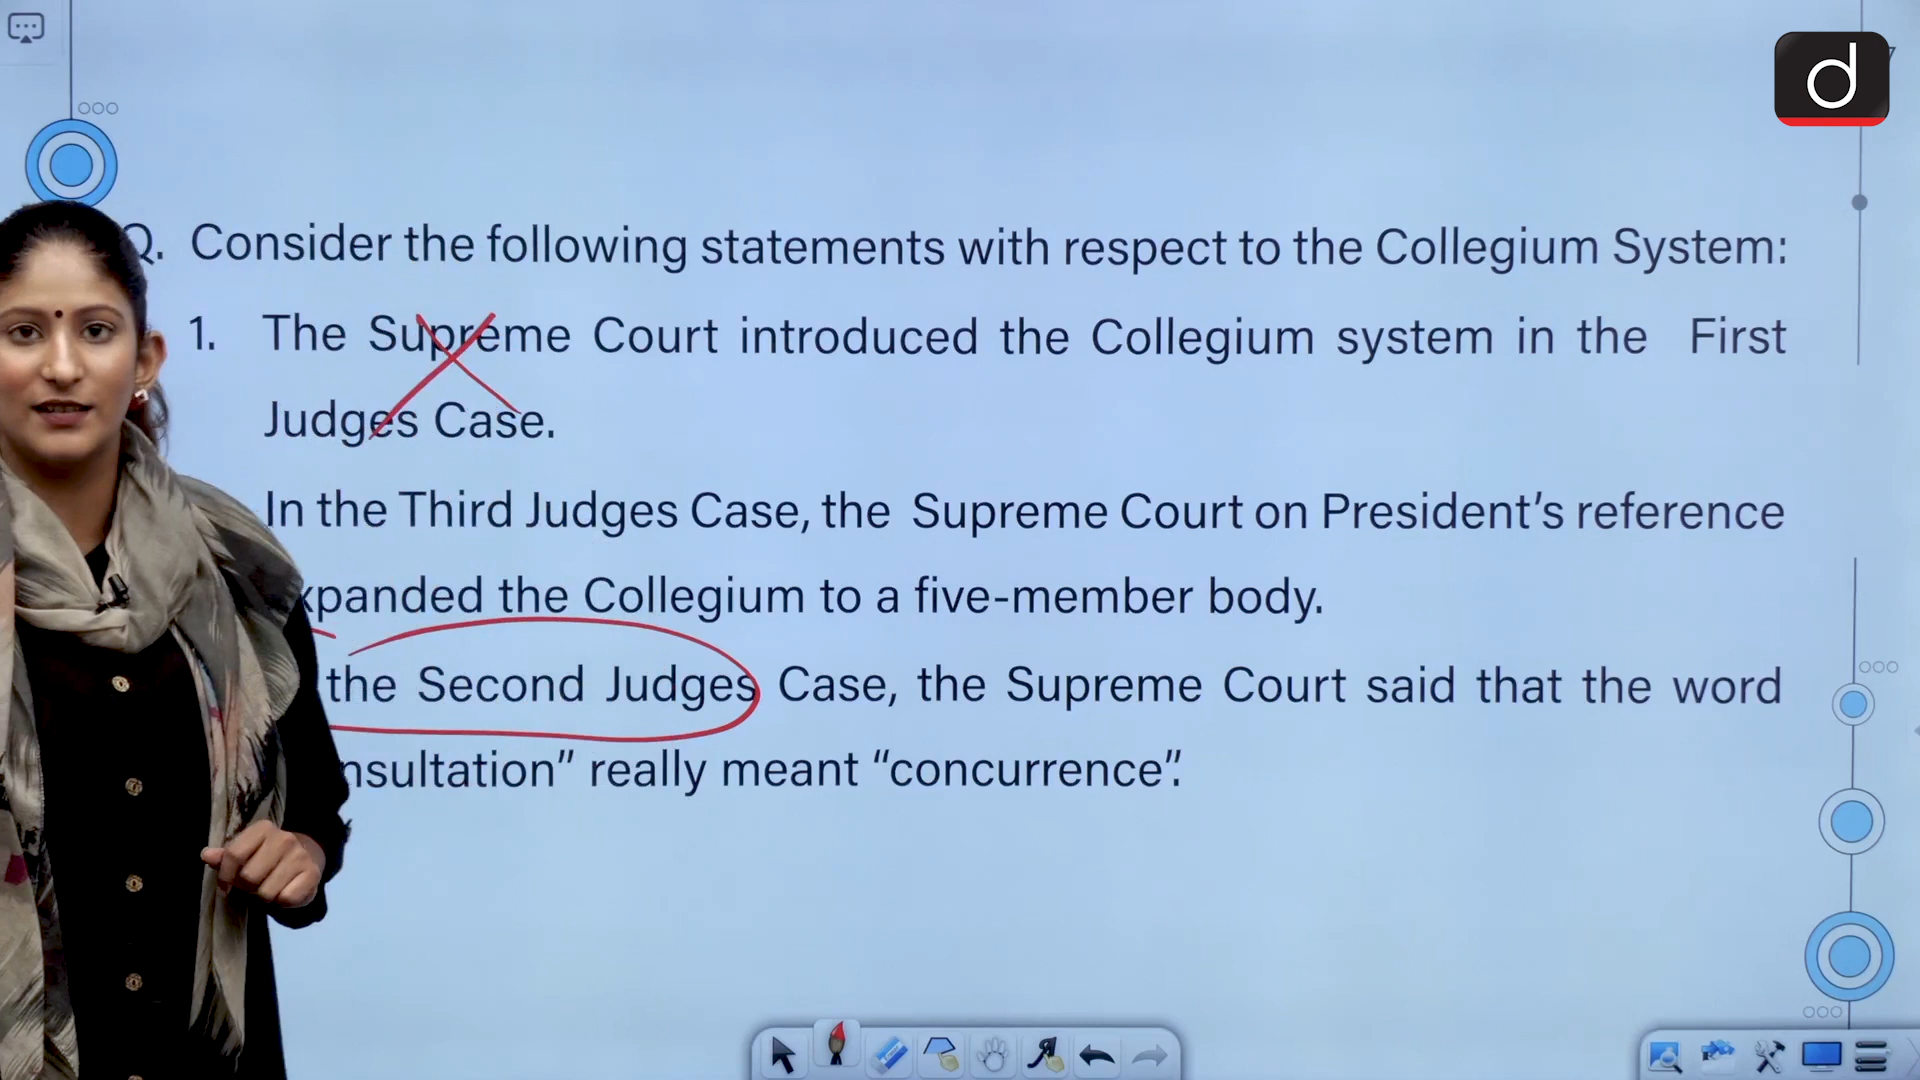 Q. Consider the following statements with respect to the Collegium System:
1. The Supreme Court introduced the Collegium system in the First
Judges Case.
In the Third Judges Case, the Supreme Court on President's reference
xpanded the Collegium to a five-member body.
the Second Judges Case, the Supreme Court said that the word
nsultation” really meant “concurrence”.
d